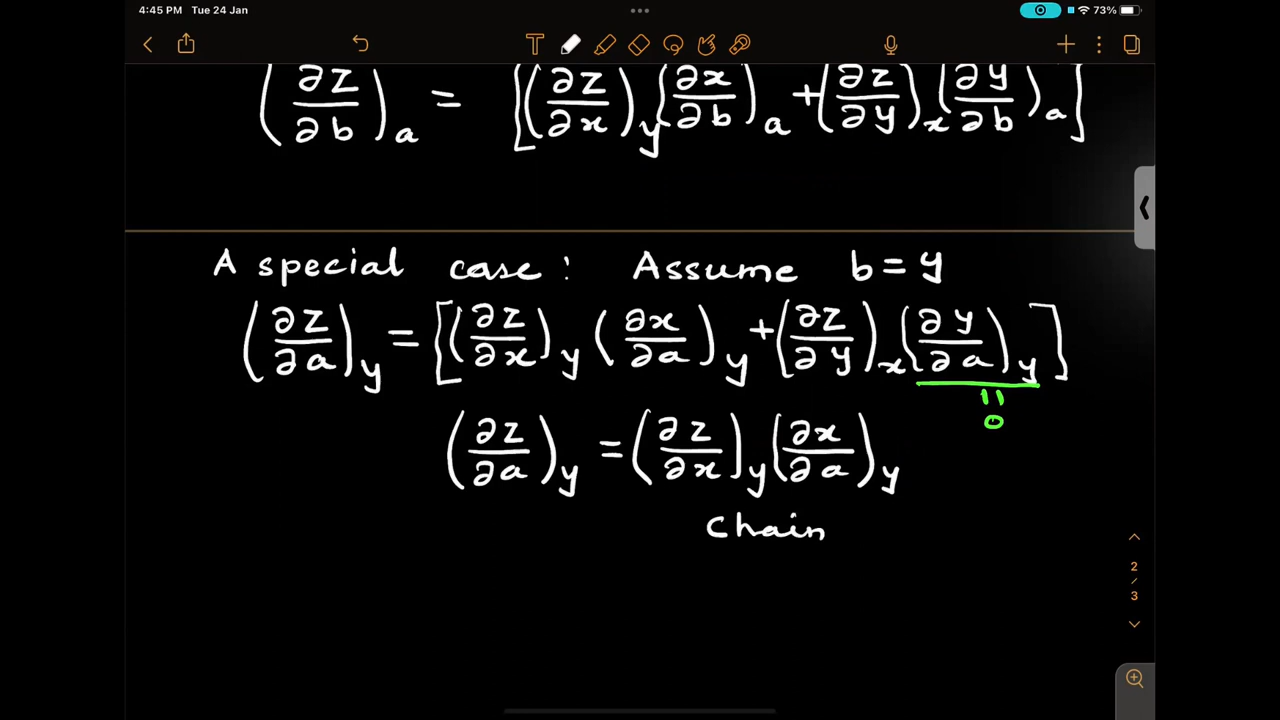 4:45 PM Tue 24 Jan
73%
(∂z/∂b)_a = [(∂z/∂x)_y (∂x/∂b)_a + (∂z/∂y)_x (∂y/∂b)_a]
A special case : Assume b = y
(∂z/∂a)_y = [(∂z/∂x)_y (∂x/∂a)_y + (∂z/∂y)_x (∂y/∂a)_y]
= 0
(∂z/∂a)_y = (∂z/∂x)_y (∂x/∂a)_y
Chain
2
/
3